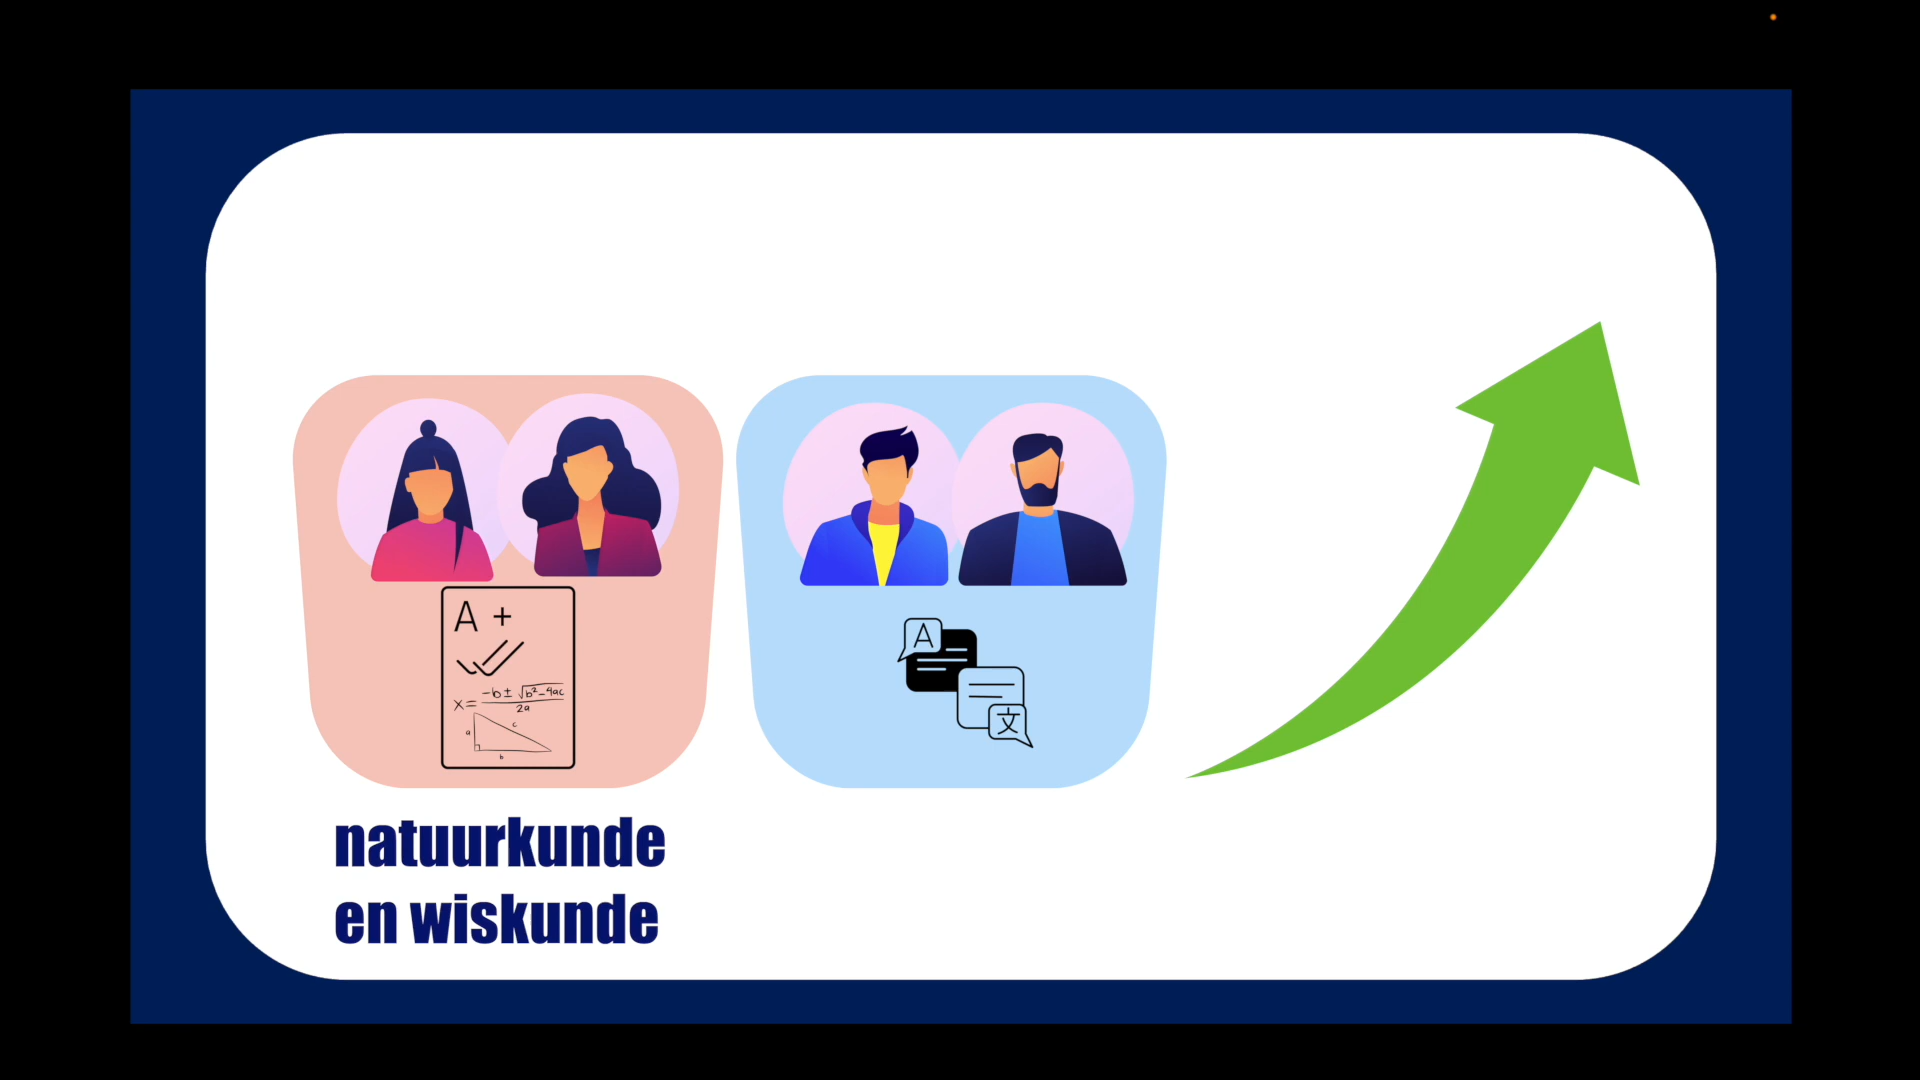 A +
x = -b ± √b² - 4ac
2a
c
a
b
A
文
natuurkunde
en wiskunde